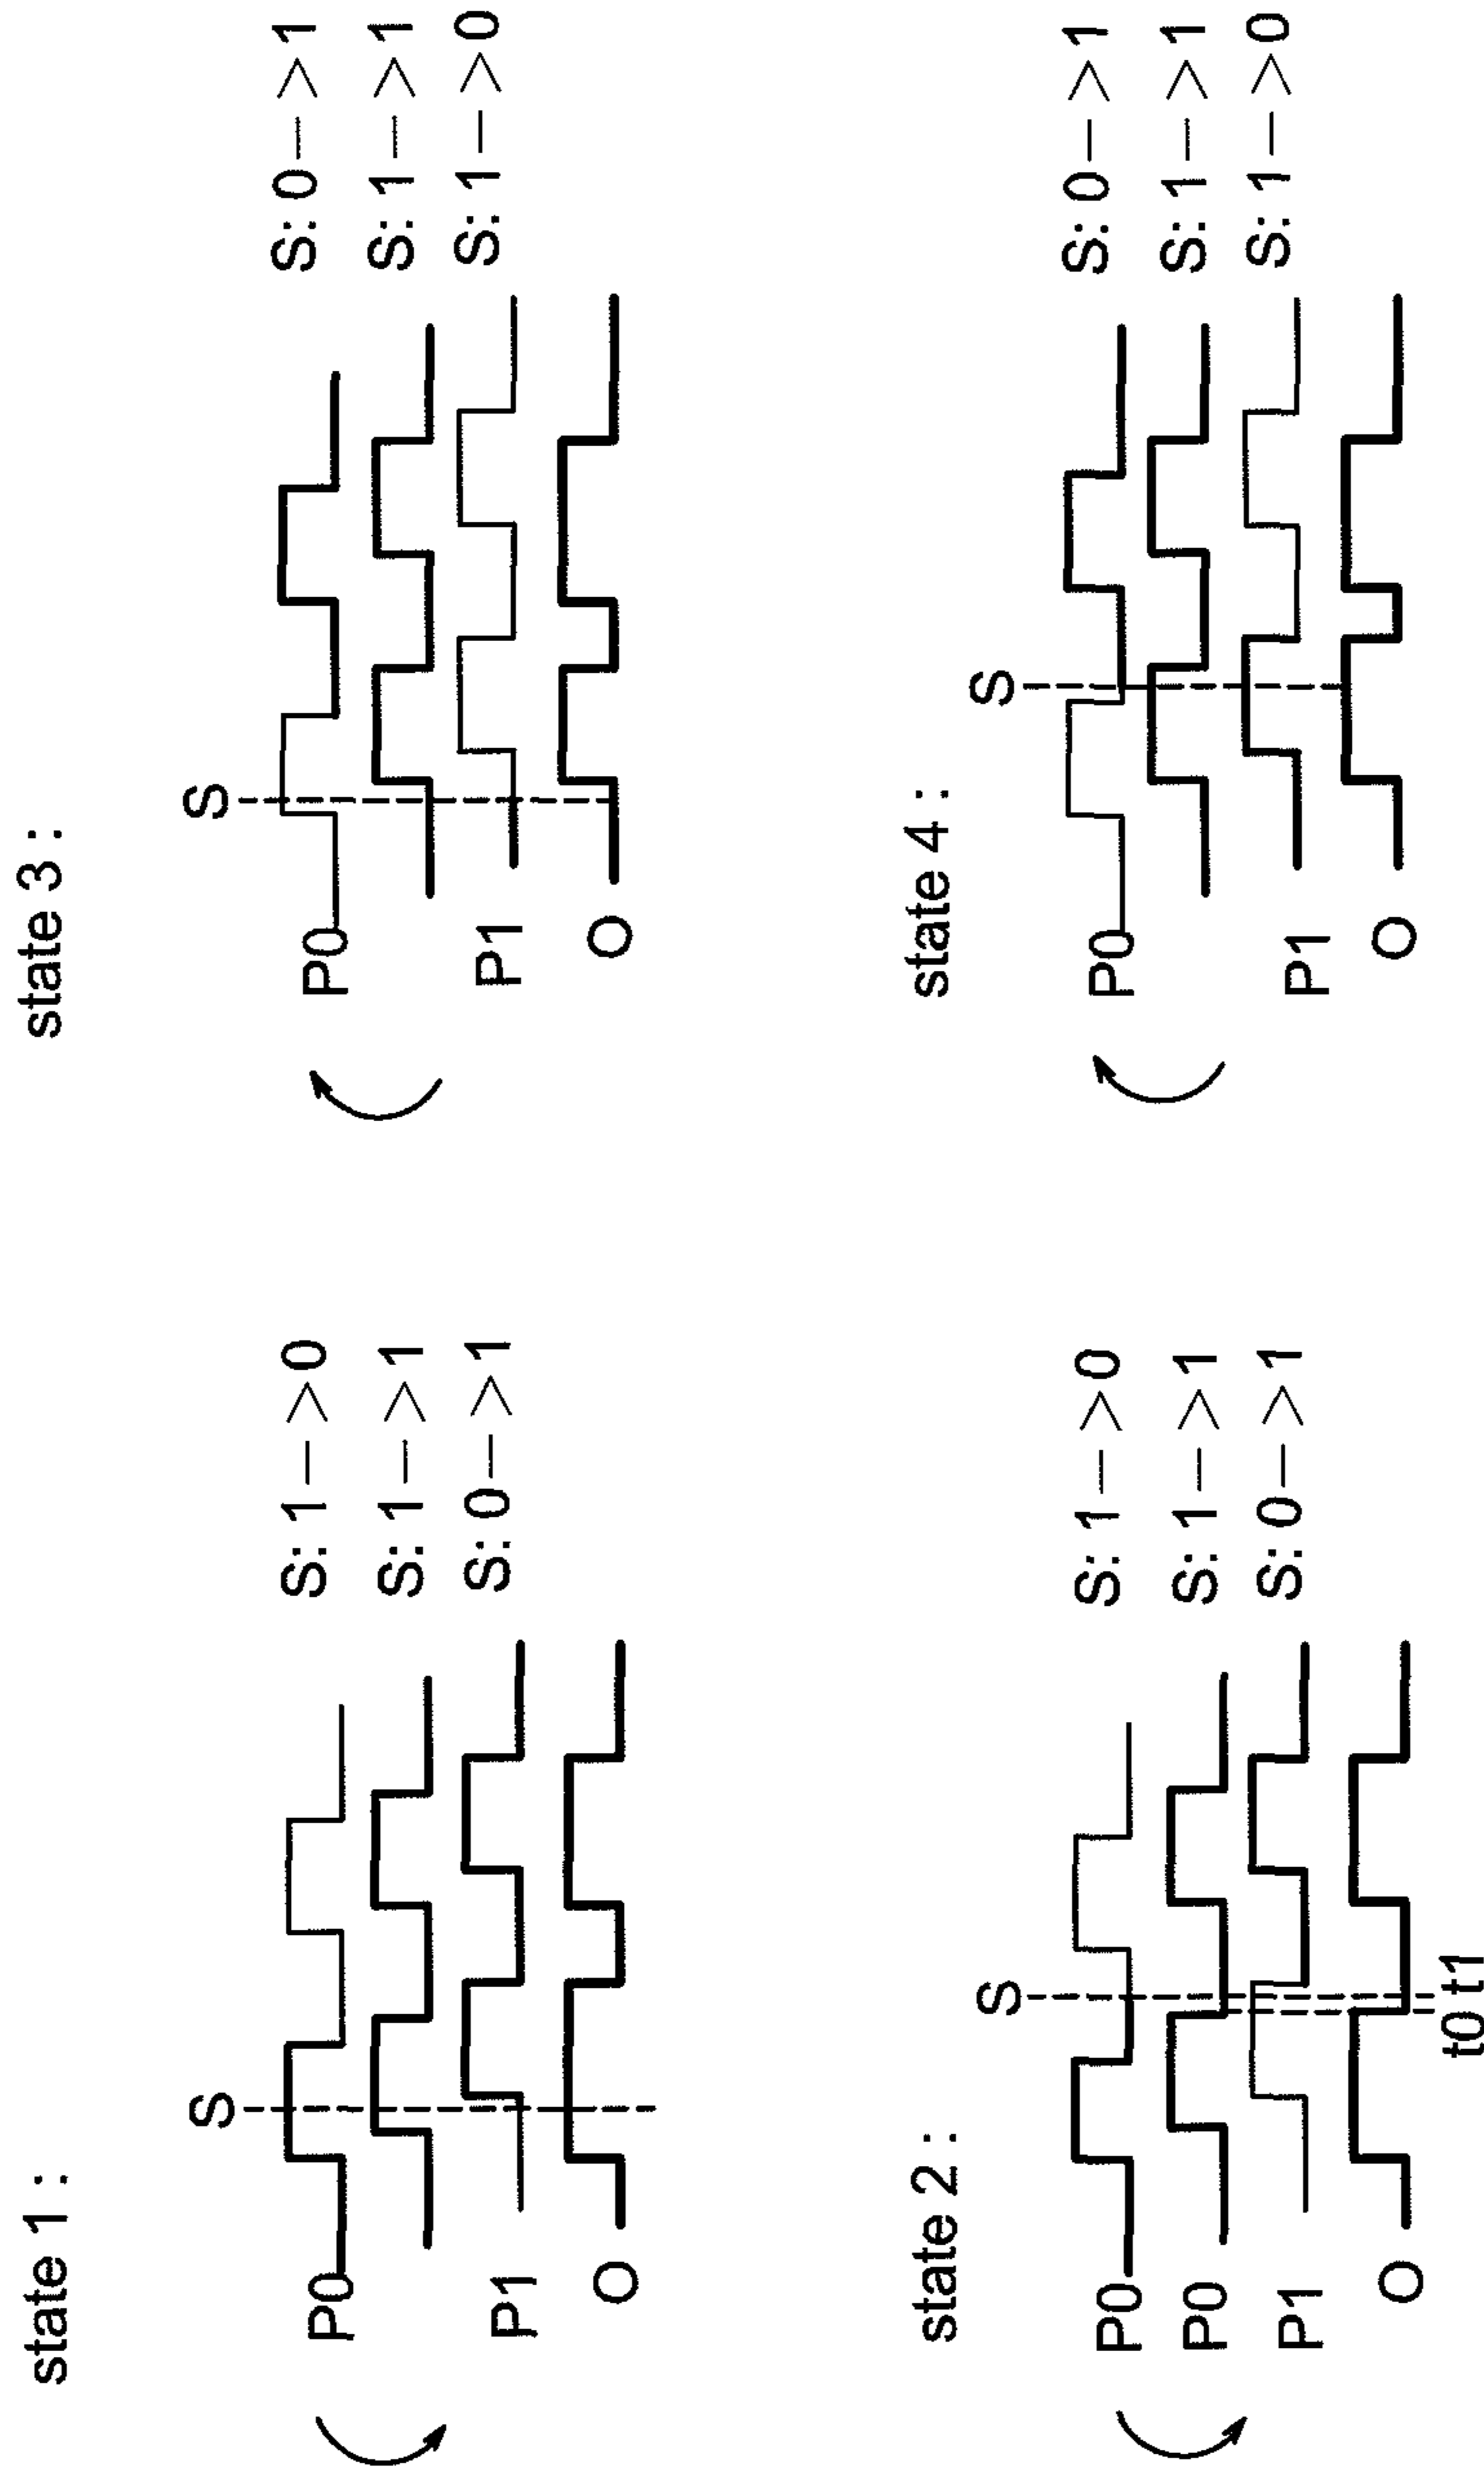 state 1 :
S
P0 S: 1—>0
S: 1—>1
P1 S: 0—>1
O
state 3 :
S
P0 S: 0—>1
S: 1—>1
P1 S: 1—>0
O
state 2 :
S
P0 S: 1—>0
P0 S: 1—>1
P1 S: 0—>1
O
t0 t1
state 4 :
S
P0 S: 0—>1
S: 1—>1
P1 S: 1—>0
O